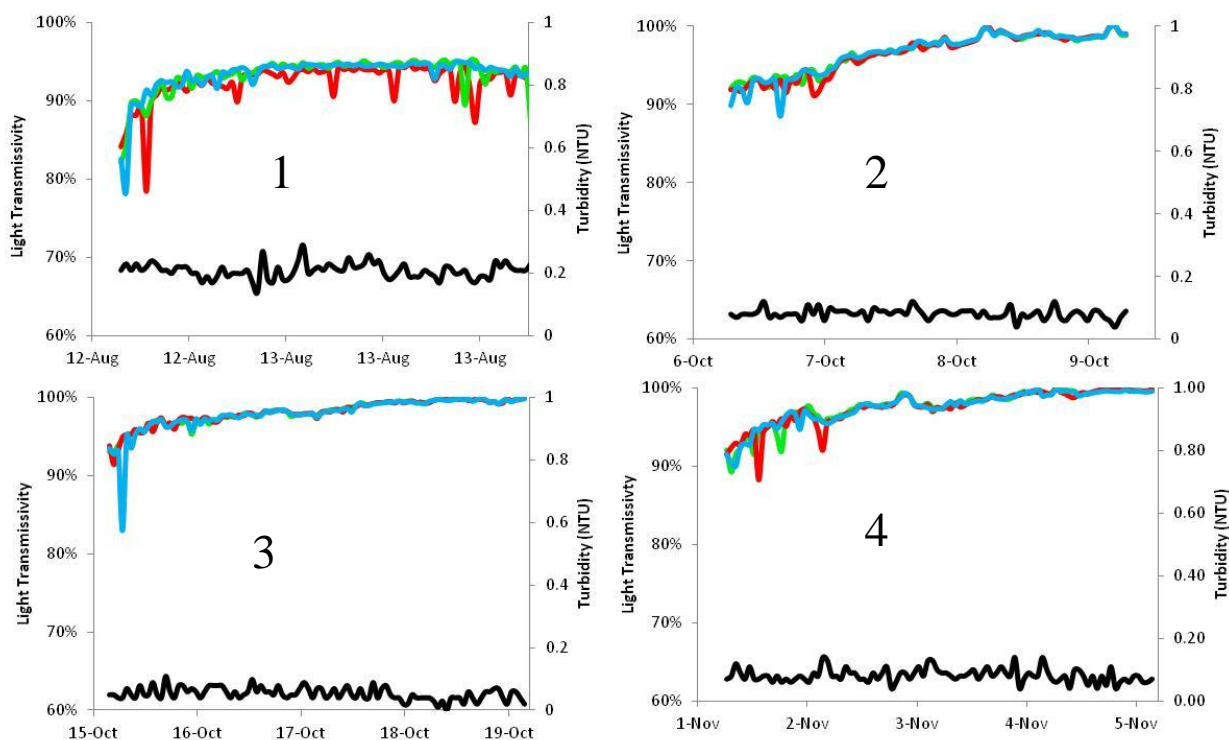 100%
90%
80%
70%
60%
Light Transmissivity
1
1
0.8
0.6
0.4
0.2
0
Turbidity (NTU)
12-Aug
12-Aug
13-Aug
13-Aug
13-Aug
100%
90%
80%
70%
60%
Light Transmissivity
2
1
0.8
0.6
0.4
0.2
0
Turbidity (NTU)
6-Oct
7-Oct
8-Oct
9-Oct
100%
90%
80%
70%
60%
Light Transmissivty
3
1
0.8
0.6
0.4
0.2
0
Turbidity (NTU)
15-Oct
16-Oct
17-Oct
18-Oct
19-Oct
100%
90%
80%
70%
60%
Light Transmissivty
4
1.00
0.80
0.60
0.40
0.20
0.00
Turbidity (NTU)
1-Nov
2-Nov
3-Nov
4-Nov
5-Nov